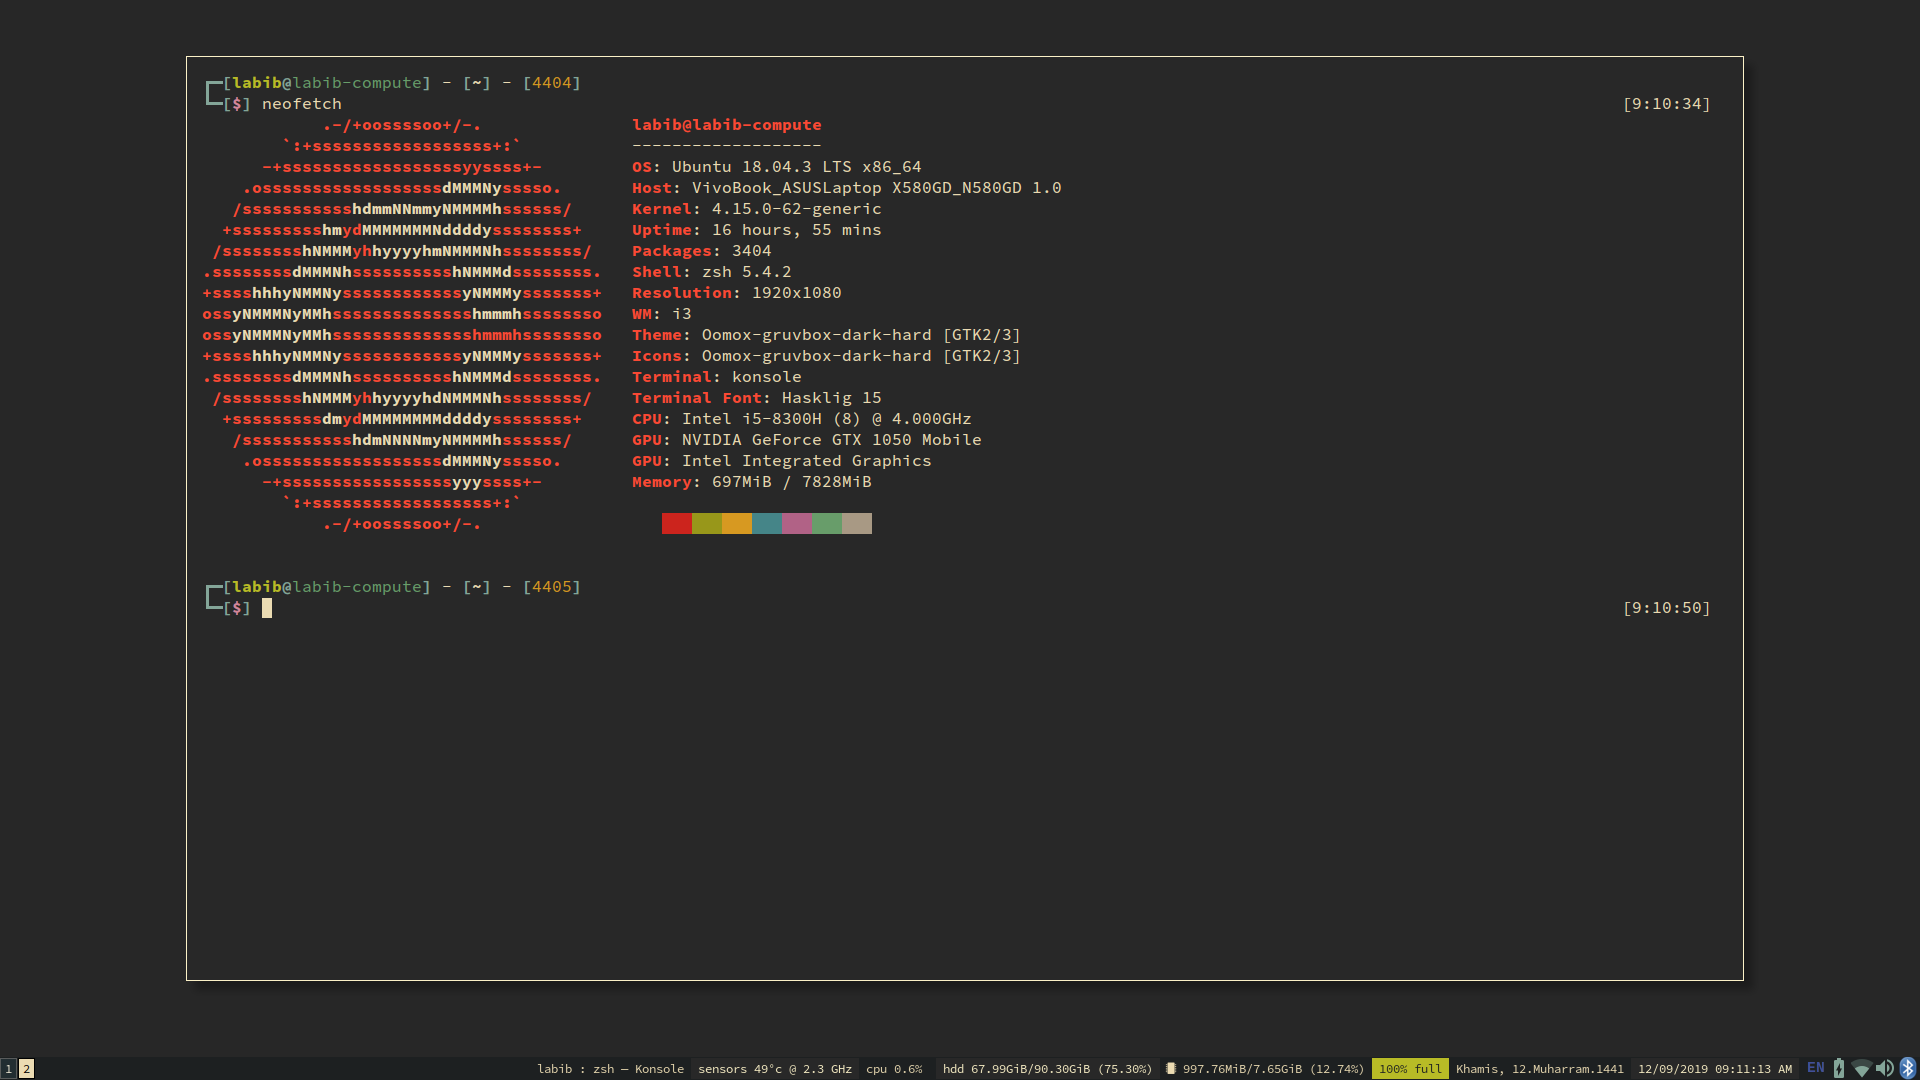 ┌─[labib@labib-compute] - [~] - [4404]
└─[$] neofetch [9:10:34]
.-/+oossssoo+/-. labib@labib-compute
`:+ssssssssssssssssss+:` -------------------
-+ssssssssssssssssssyyssss+- OS: Ubuntu 18.04.3 LTS x86_64
.ossssssssssssssssssdMMMNysssso. Host: VivoBook_ASUSLaptop X580GD_N580GD 1.0
/ssssssssssshdmmNNmmyNMMMMhssssss/ Kernel: 4.15.0-62-generic
+ssssssssshmydMMMMMMMNddddyssssssss+ Uptime: 16 hours, 55 mins
/sssssssshNMMMyhhyyyyhmNMMMNhssssssss/ Packages: 3404
.ssssssssdMMMNhsssssssssshNMMMdssssssss. Shell: zsh 5.4.2
+sssshhhyNMMNyssssssssssssyNMMMysssssss+ Resolution: 1920x1080
ossyNMMMNyMMhsssssssssssssshmmmhssssssso WM: i3
ossyNMMMNyMMhsssssssssssssshmmmhssssssso Theme: Oomox-gruvbox-dark-hard [GTK2/3]
+sssshhhyNMMNyssssssssssssyNMMMysssssss+ Icons: Oomox-gruvbox-dark-hard [GTK2/3]
.ssssssssdMMMNhsssssssssshNMMMdssssssss. Terminal: konsole
/sssssssshNMMMyhhyyyyhdNMMMNhssssssss/ Terminal Font: Hasklig 15
+sssssssssdmydMMMMMMMMddddyssssssss+ CPU: Intel i5-8300H (8) @ 4.000GHz
/ssssssssssshdmNNNNmyNMMMMhssssss/ GPU: NVIDIA GeForce GTX 1050 Mobile
.ossssssssssssssssssdMMMNysssso. GPU: Intel Integrated Graphics
-+sssssssssssssssssyyyssss+- Memory: 697MiB / 7828MiB
`:+ssssssssssssssssss+:`
.-/+oossssoo+/-.
┌─[labib@labib-compute] - [~] - [4405]
└─[$] [9:10:50]
1 2 labib : zsh — Konsole sensors 49°c @ 2.3 GHz cpu 0.6% hdd 67.99GiB/90.30GiB (75.30%) 997.76MiB/7.65GiB (12.74%) 100% full Khamis, 12.Muharram.1441 12/09/2019 09:11:13 AM EN